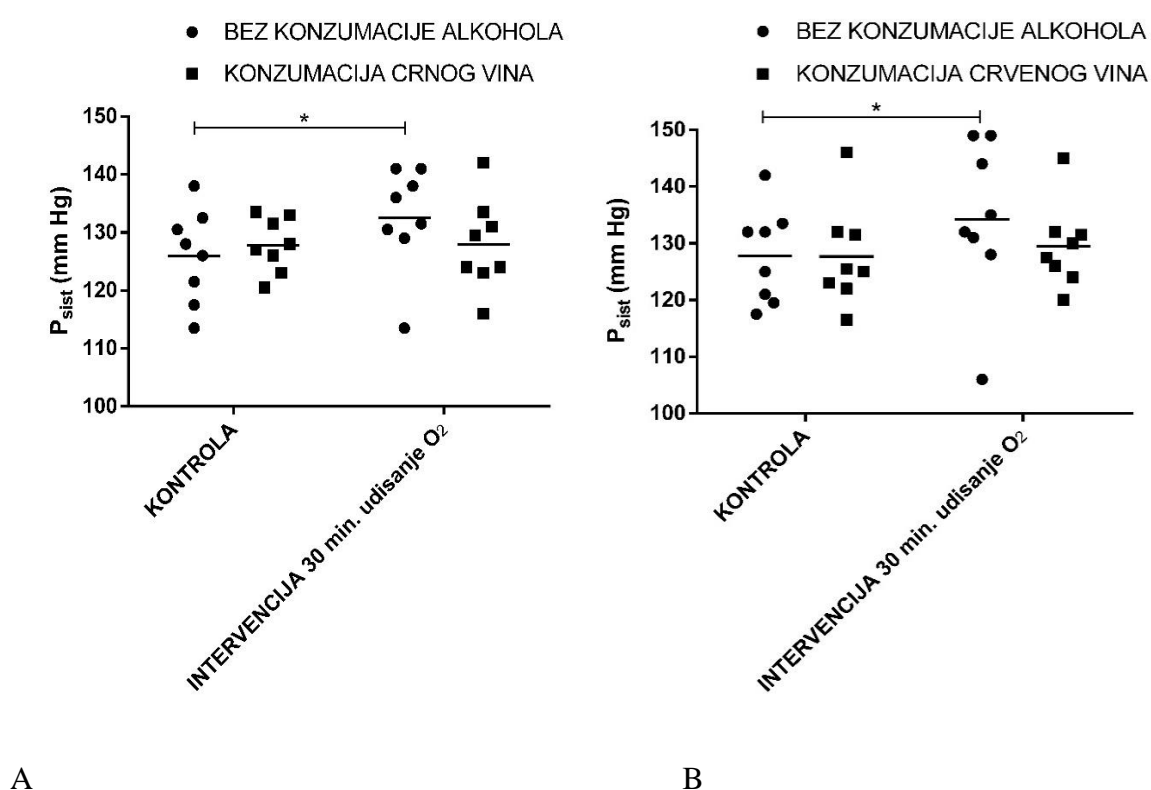 BEZ KONZUMACIJE ALKOHOLA
KONZUMACIJA CRNOG VINA
*
P_sist (mm Hg)
150
140
130
120
110
100
KONTROLA
INTERVENCIJA 30 min. udisanje O₂
A
BEZ KONZUMACIJE ALKOHOLA
KONZUMACIJA CRVENOG VINA
*
P_sist (mm Hg)
150
140
130
120
110
100
KONTROLA
INTERVENCIJA 30 min. udisanje O₂
B